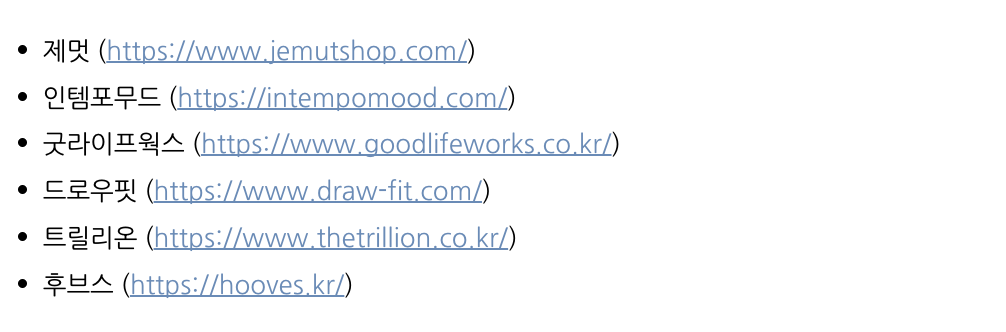 • 제멋 (https://www.jemutshop.com/)
• 인템포무드 (https://intempomood.com/)
• 굿라이프웍스 (https://www.goodlifeworks.co.kr/)
• 드로우핏 (https://www.draw-fit.com/)
• 트릴리온 (https://www.thetrillion.co.kr/)
• 후브스 (https://hooves.kr/)